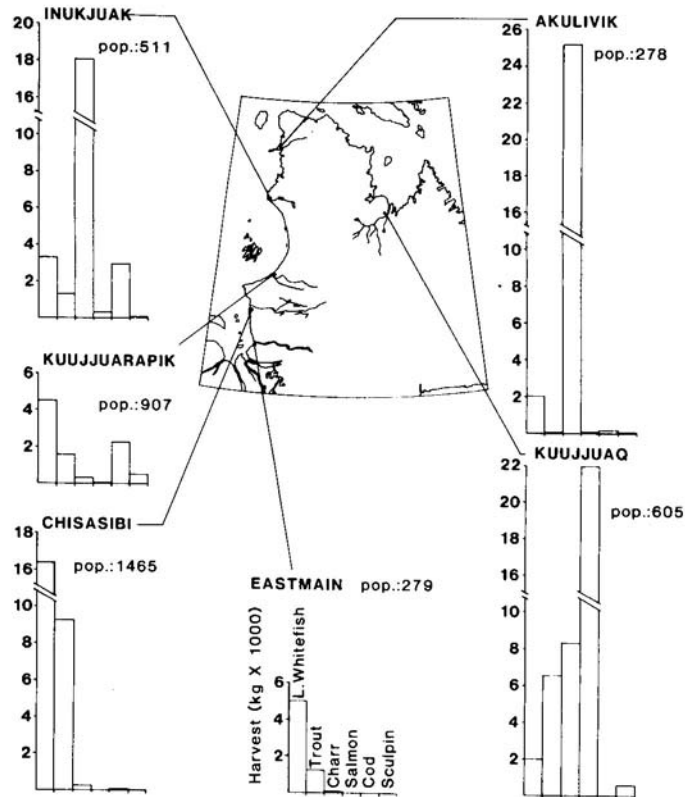 INUKJUAK
pop.:511
20
18
16
10
8
6
4
2
AKULIVIK
pop.:278
26
24
22
20
18
16
10
8
6
4
2
KUUJJUARAPIK
pop.:907
6
4
2
KUUJJUAQ
pop.:605
22
20
18
16
10
8
6
4
2
CHISASIBI
pop.:1465
18
16
10
8
6
4
2
EASTMAIN pop.:279
Harvest (kg X 1000)
6
4
2
L.Whitefish
Trout
Charr
Salmon
Cod
Sculpin